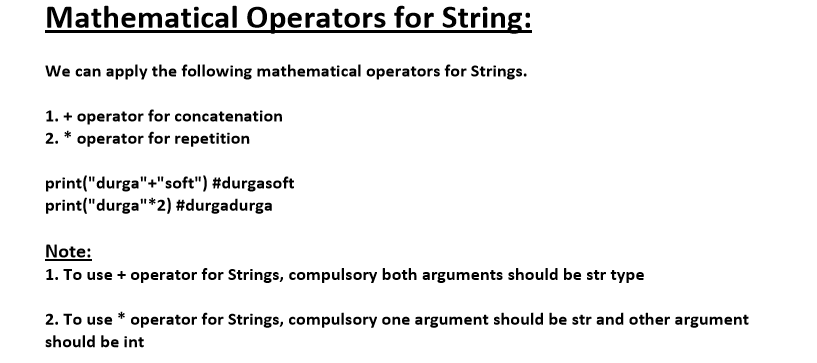 Mathematical Operators for String:
We can apply the following mathematical operators for Strings.
1. + operator for concatenation
2. * operator for repetition
print("durga"+"soft") #durgasoft
print("durga"*2) #durgadurga
Note:
1. To use + operator for Strings, compulsory both arguments should be str type
2. To use * operator for Strings, compulsory one argument should be str and other argument
should be int